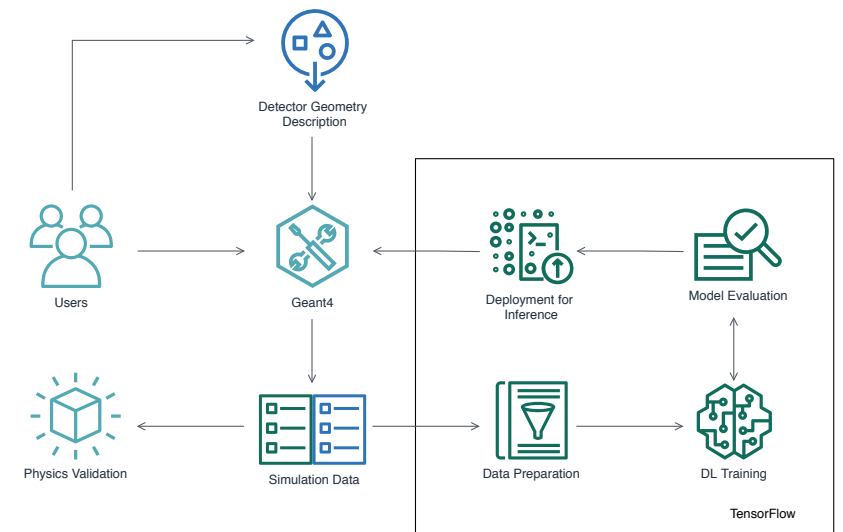 Detector Geometry
Description
Users
Geant4
Deployment for
Inference
Model Evaluation
Physics Validation
Simulation Data
Data Preparation
DL Training
TensorFlow